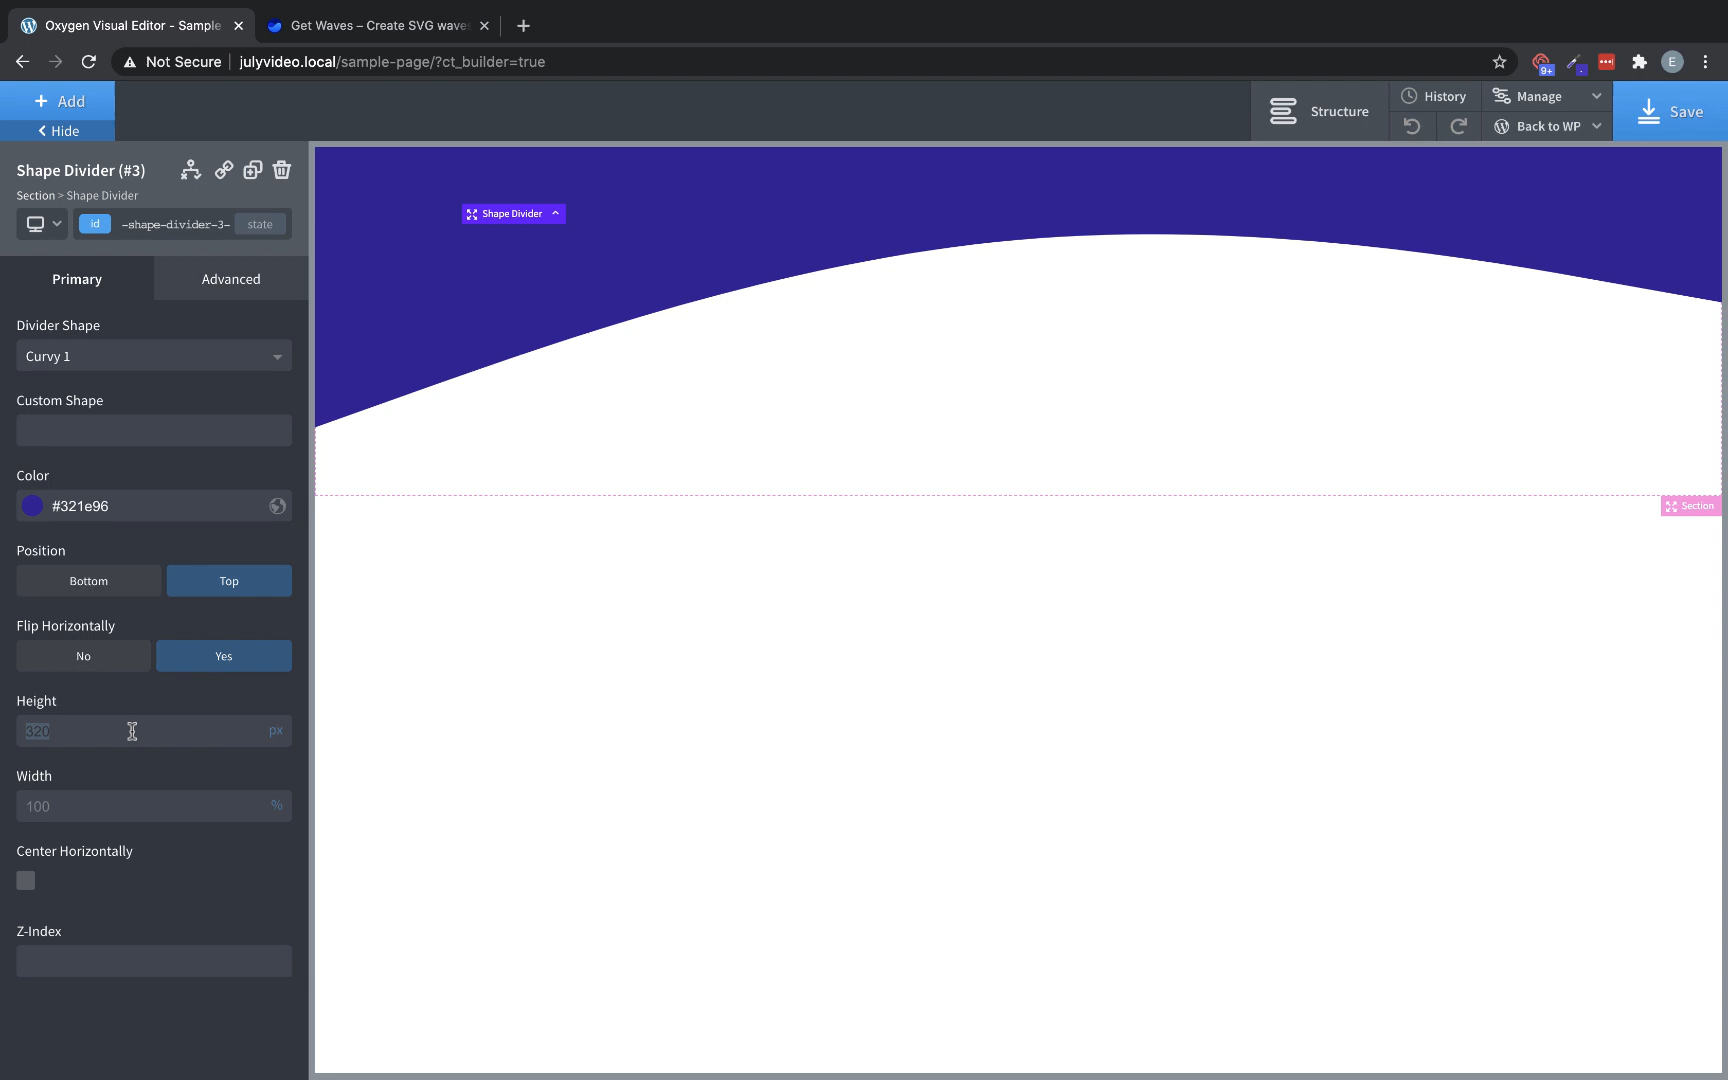 Oxygen Visual Editor - Sample
Get Waves – Create SVG waves
Not Secure
julyvideo.local/sample-page/?ct_builder=true
9+
E
+ Add
Hide
Structure
History
Manage
Back to WP
Save
Shape Divider (#3)
Section > Shape Divider
id
-shape-divider-3-
state
Primary
Advanced
Divider Shape
Curvy 1
Custom Shape
Color
#321e96
Position
Bottom
Top
Flip Horizontally
No
Yes
Height
320
px
Width
100
%
Center Horizontally
Z-Index
Shape Divider
Section